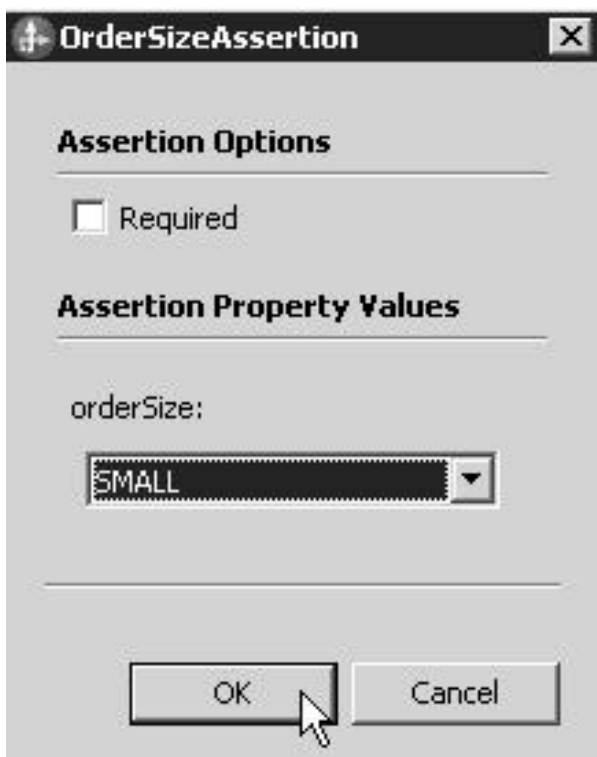 OrderSizeAssertion
Assertion Options
Required
Assertion Property Values
orderSize:
SMALL
OK
Cancel